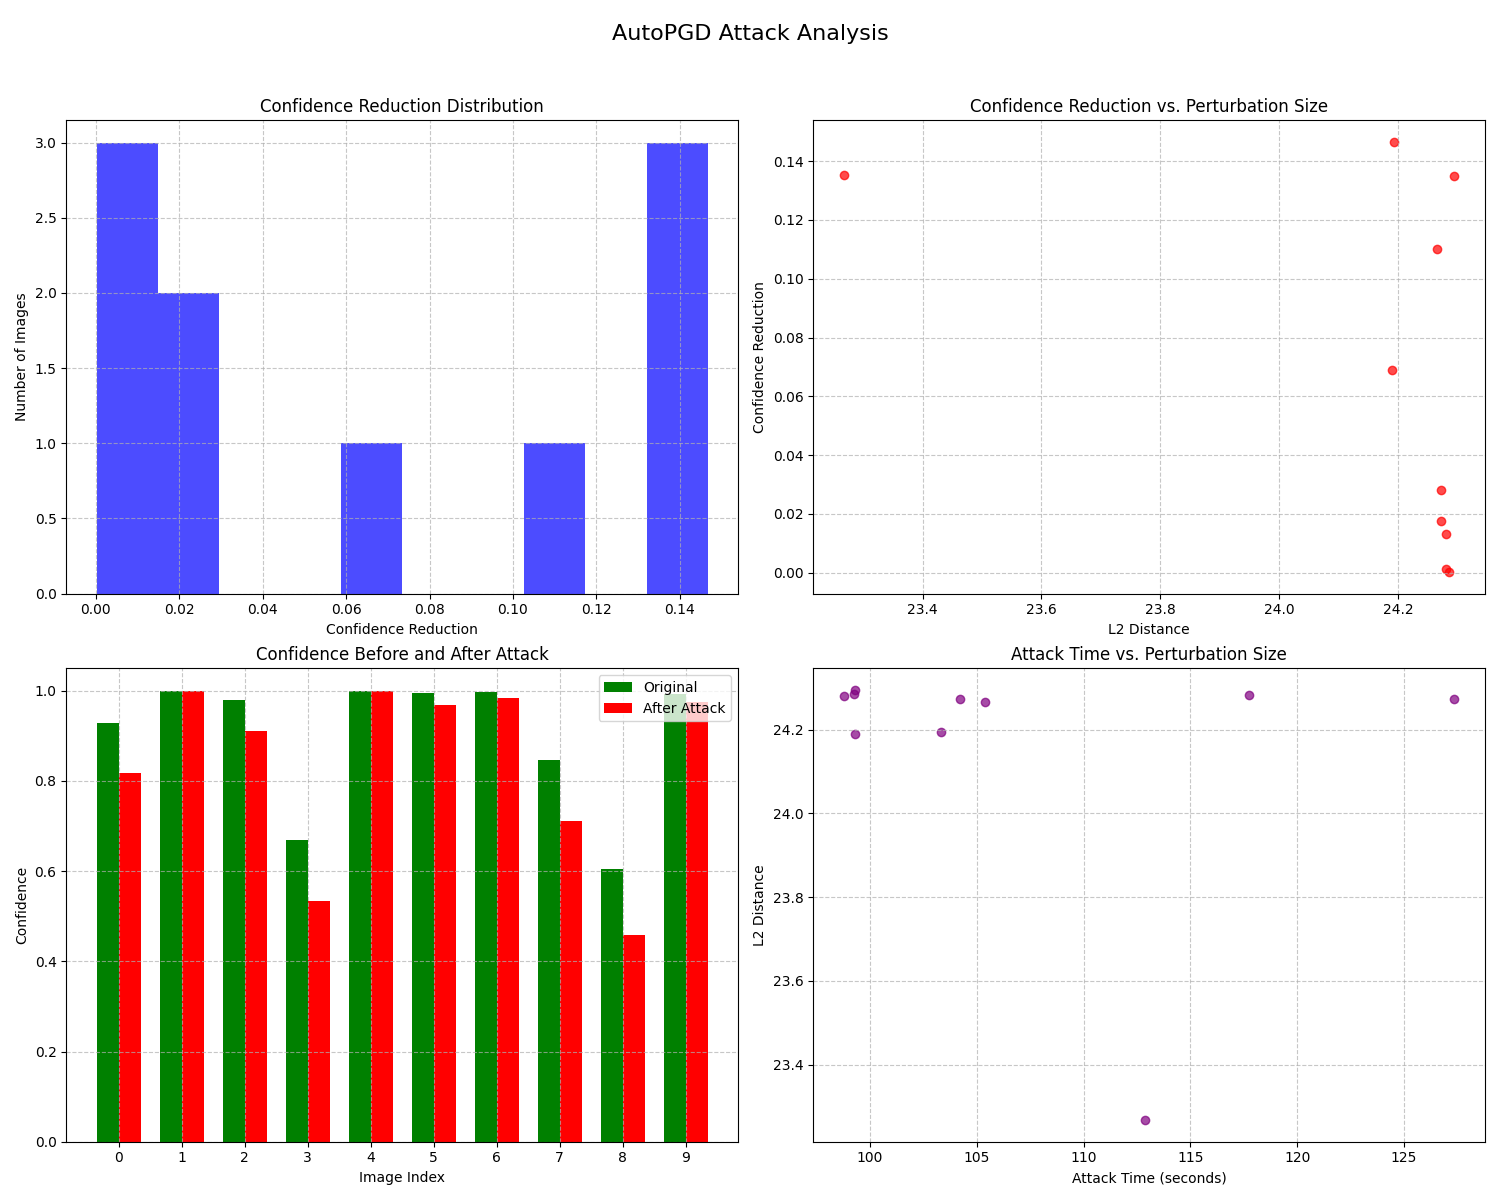 AutoPGD Attack Analysis
Confidence Reduction Distribution
3.0
2.5
2.0
1.5
1.0
0.5
0.0
Number of Images
0.00 0.02 0.04 0.06 0.08 0.10 0.12 0.14
Confidence Reduction
Confidence Reduction vs. Perturbation Size
0.14
0.12
0.10
0.08
0.06
0.04
0.02
0.00
Confidence Reduction
23.4 23.6 23.8 24.0 24.2
L2 Distance
Confidence Before and After Attack
Original
After Attack
1.0
0.8
0.6
0.4
0.2
0.0
Confidence
0 1 2 3 4 5 6 7 8 9
Image Index
Attack Time vs. Perturbation Size
24.2
24.0
23.8
23.6
23.4
L2 Distance
100 105 110 115 120 125
Attack Time (seconds)